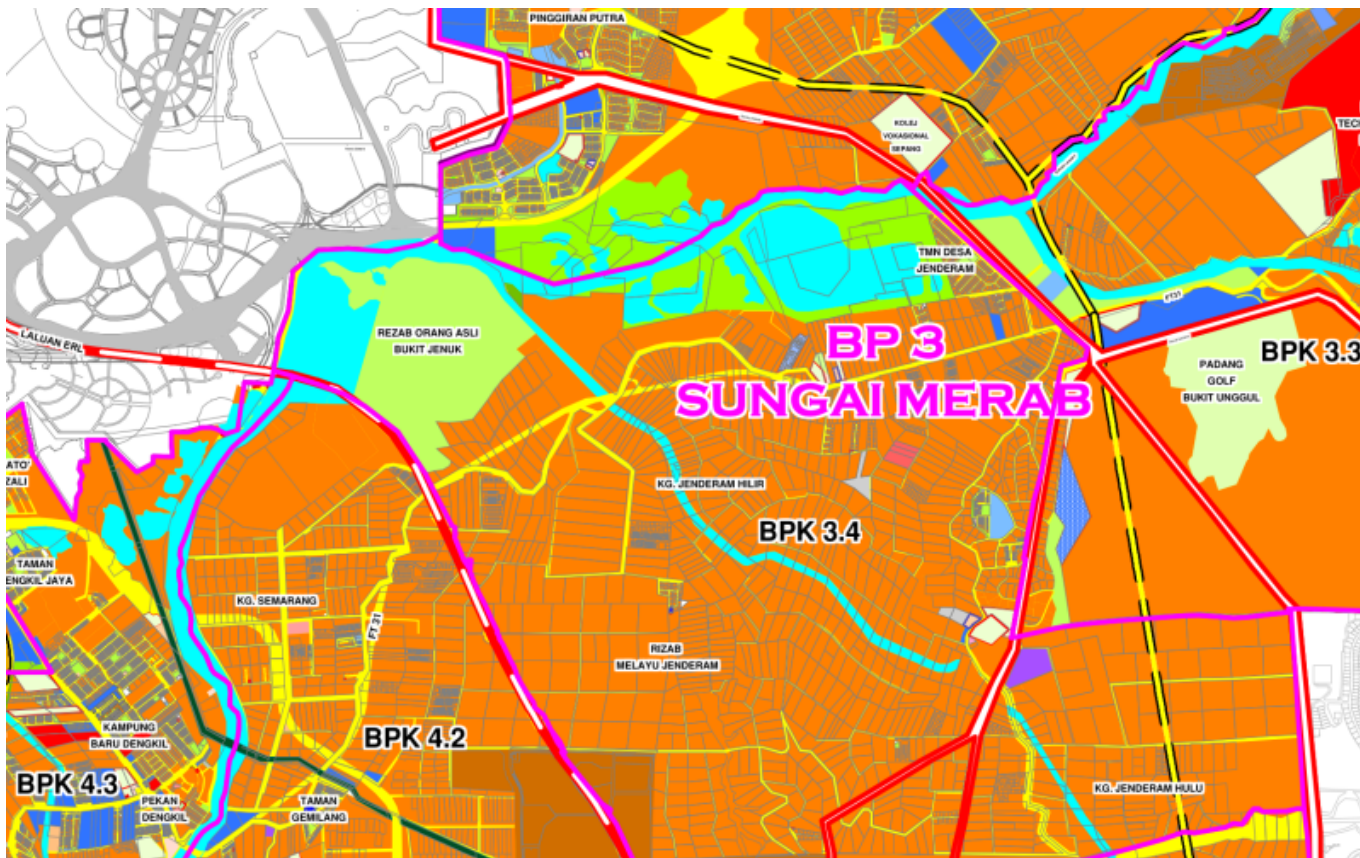 PINGGIRAN PUTRA
KOLEJ
VOKASIONAL
SEPANG
TMN DESA
JENDERAM
FT31
LALUAN ERL
REZAB ORANG ASLI
BUKIT JENUK
BP 3
SUNGAI MERAB
BPK 3.3
PADANG
GOLF
BUKIT UNGGUL
KG. JENDERAM HILIR
BPK 3.4
TAMAN
KG. SEMARANG
FT 31
RIZAB
MELAYU JENDERAM
KAMPUNG
BARU DENGKIL
BPK 4.2
BPK 4.3
PEKAN
DENGKIL
TAMAN
GEMILANG
KG. JENDERAM HULU